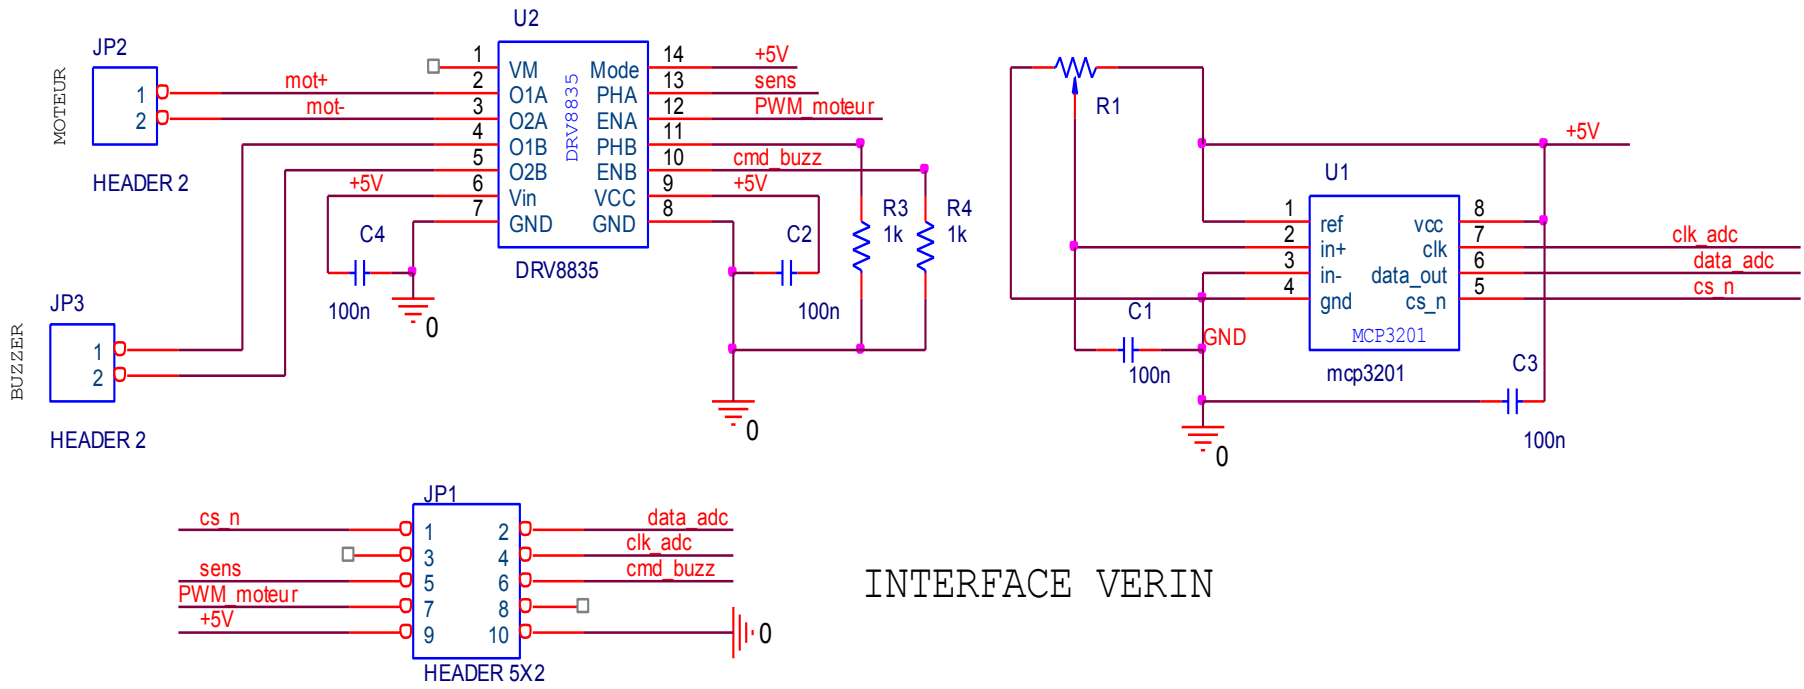 U2
JP2
MOTEUR
1
2
HEADER 2
mot+
mot-
1 VM Mode 14 +5V
2 O1A PHA 13 sens
3 O2A ENA 12 PWM_moteur
4 O1B PHB 11
5 O2B ENB 10 cmd_buzz
+5V 6 Vin VCC 9 +5V
7 GND GND 8
DRV8835
DRV8835
C4
100n
0
C2
100n
R3
1k
R4
1k
0
JP3
BUZZER
1
2
HEADER 2
R1
+5V
U1
1 ref vcc 8
2 in+ clk 7 clk_adc
3 in- data_out 6 data_adc
4 gnd cs_n 5 cs_n
MCP3201
mcp3201
C1
100n
GND
C3
100n
0
JP1
cs_n 1 2 data_adc
3 4 clk_adc
sens 5 6 cmd_buzz
PWM_moteur 7 8
+5V 9 10 0
HEADER 5X2
INTERFACE VERIN